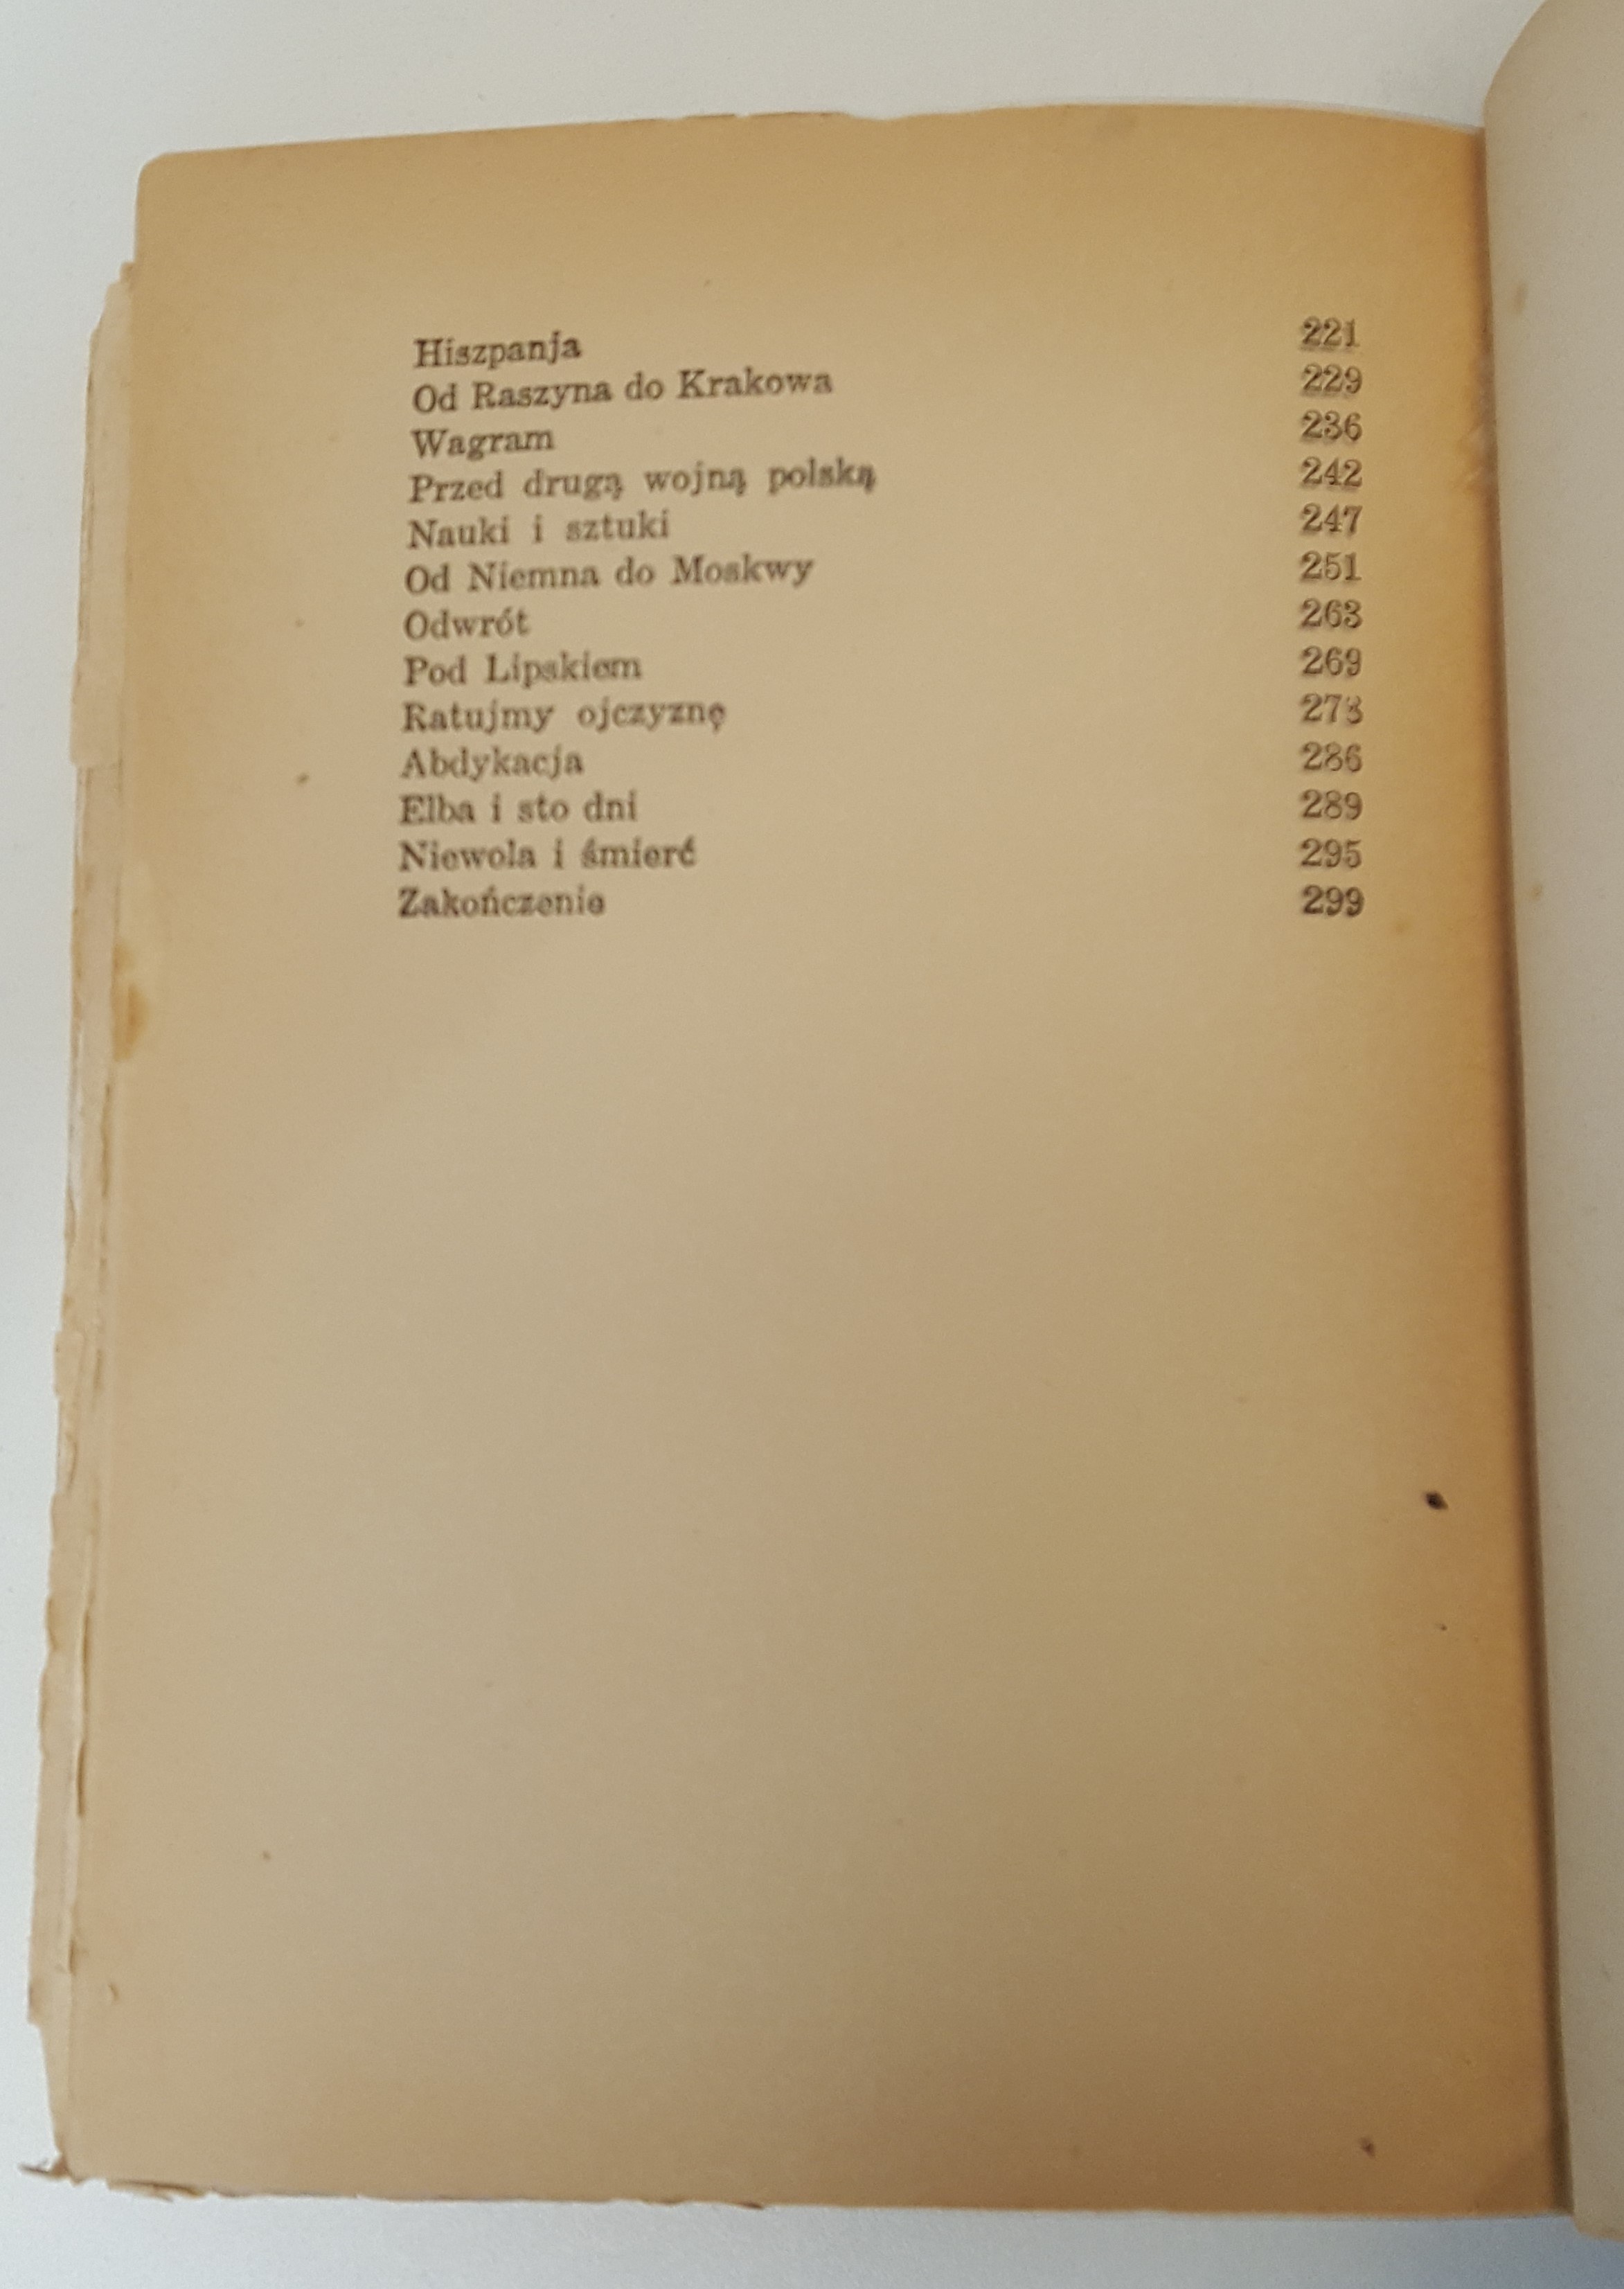 Hiszpanja 221
Od Raszyna do Krakowa 229
Wagram 236
Przed drugą wojną polską 242
Nauki i sztuki 247
Od Niemna do Moskwy 251
Odwrót 263
Pod Lipskiem 269
Ratujmy ojczyznę 273
Abdykacja 286
Elba i sto dni 289
Niewola i śmierć 295
Zakończenie 299